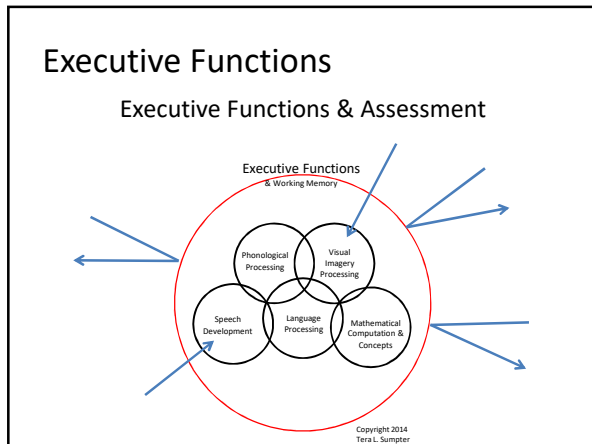 Executive Functions
Executive Functions & Assessment
Executive Functions
& Working Memory
Phonological
Processing
Visual
Imagery
Processing
Speech
Development
Language
Processing
Mathematical
Computation &
Concepts
Copyright 2014
Tera L. Sumpter